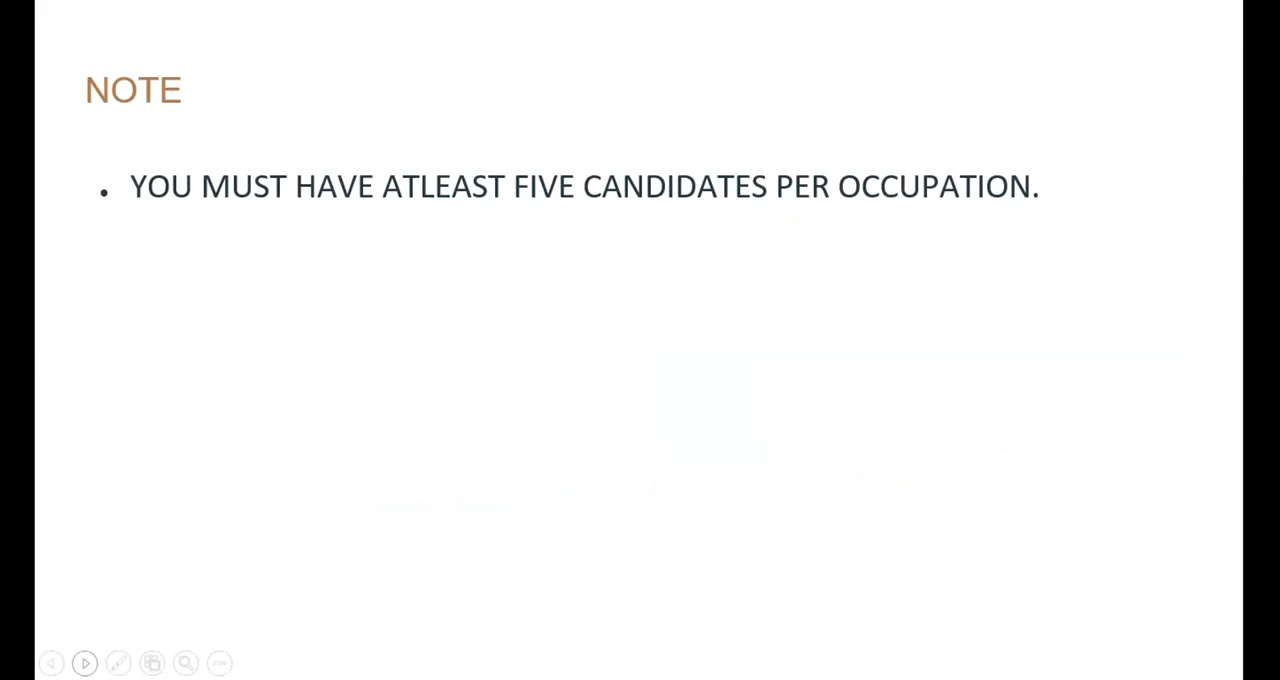 NOTE
• YOU MUST HAVE ATLEAST FIVE CANDIDATES PER OCCUPATION.